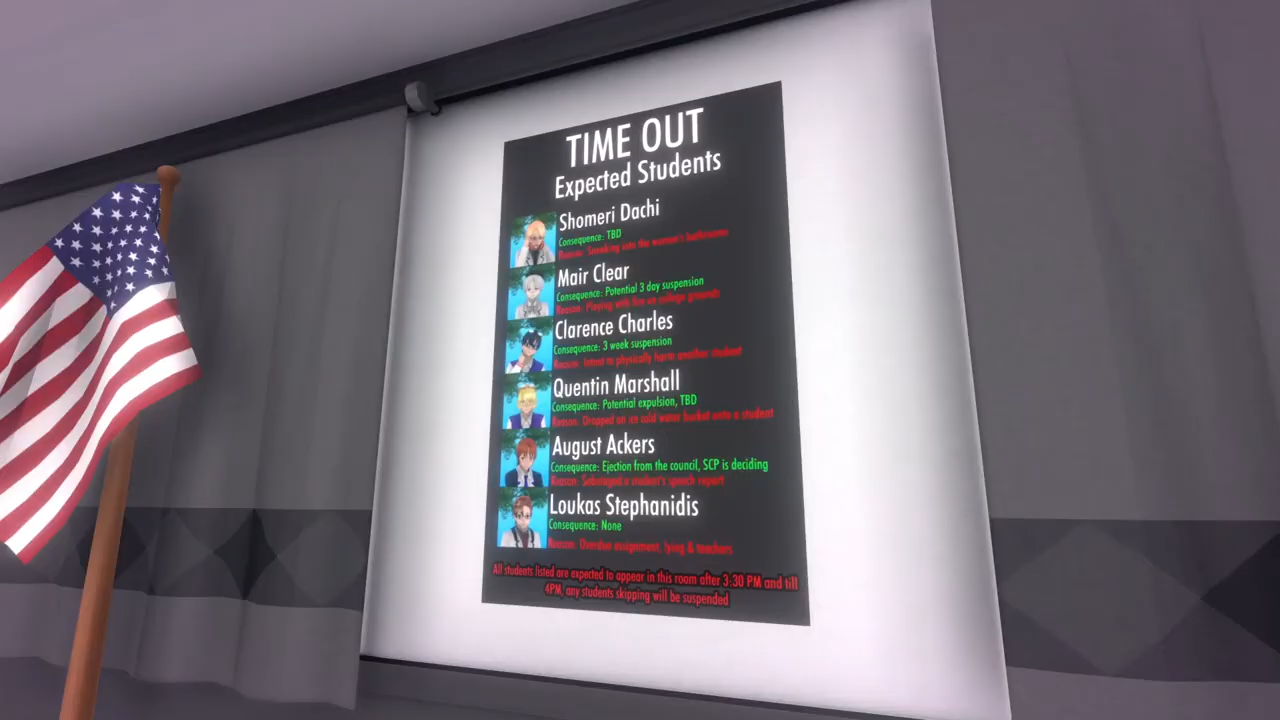 TIME OUT
Expected Students
Shomeri Dachi
Consequence: TBD
Reason: Sneaking into the women's bathrooms
Mair Clear
Consequence: Potential 3 day suspension
Reason: Playing with fire on college grounds
Clarence Charles
Consequence: 3 week suspension
Reason: Intent to physically harm another student
Quentin Marshall
Consequence: Potential expulsion, TBD
Reason: Dropped an ice cold water bucket onto a student
August Ackers
Consequence: Ejection from the council, SCP is deciding
Reason: Sabotaged a student's speech report
Loukas Stephanidis
Consequence: None
Reason: Overdue assignment, lying & teachers
All students listed are expected to appear in this room after 3:30 PM and till
4PM, any students skipping will be suspended